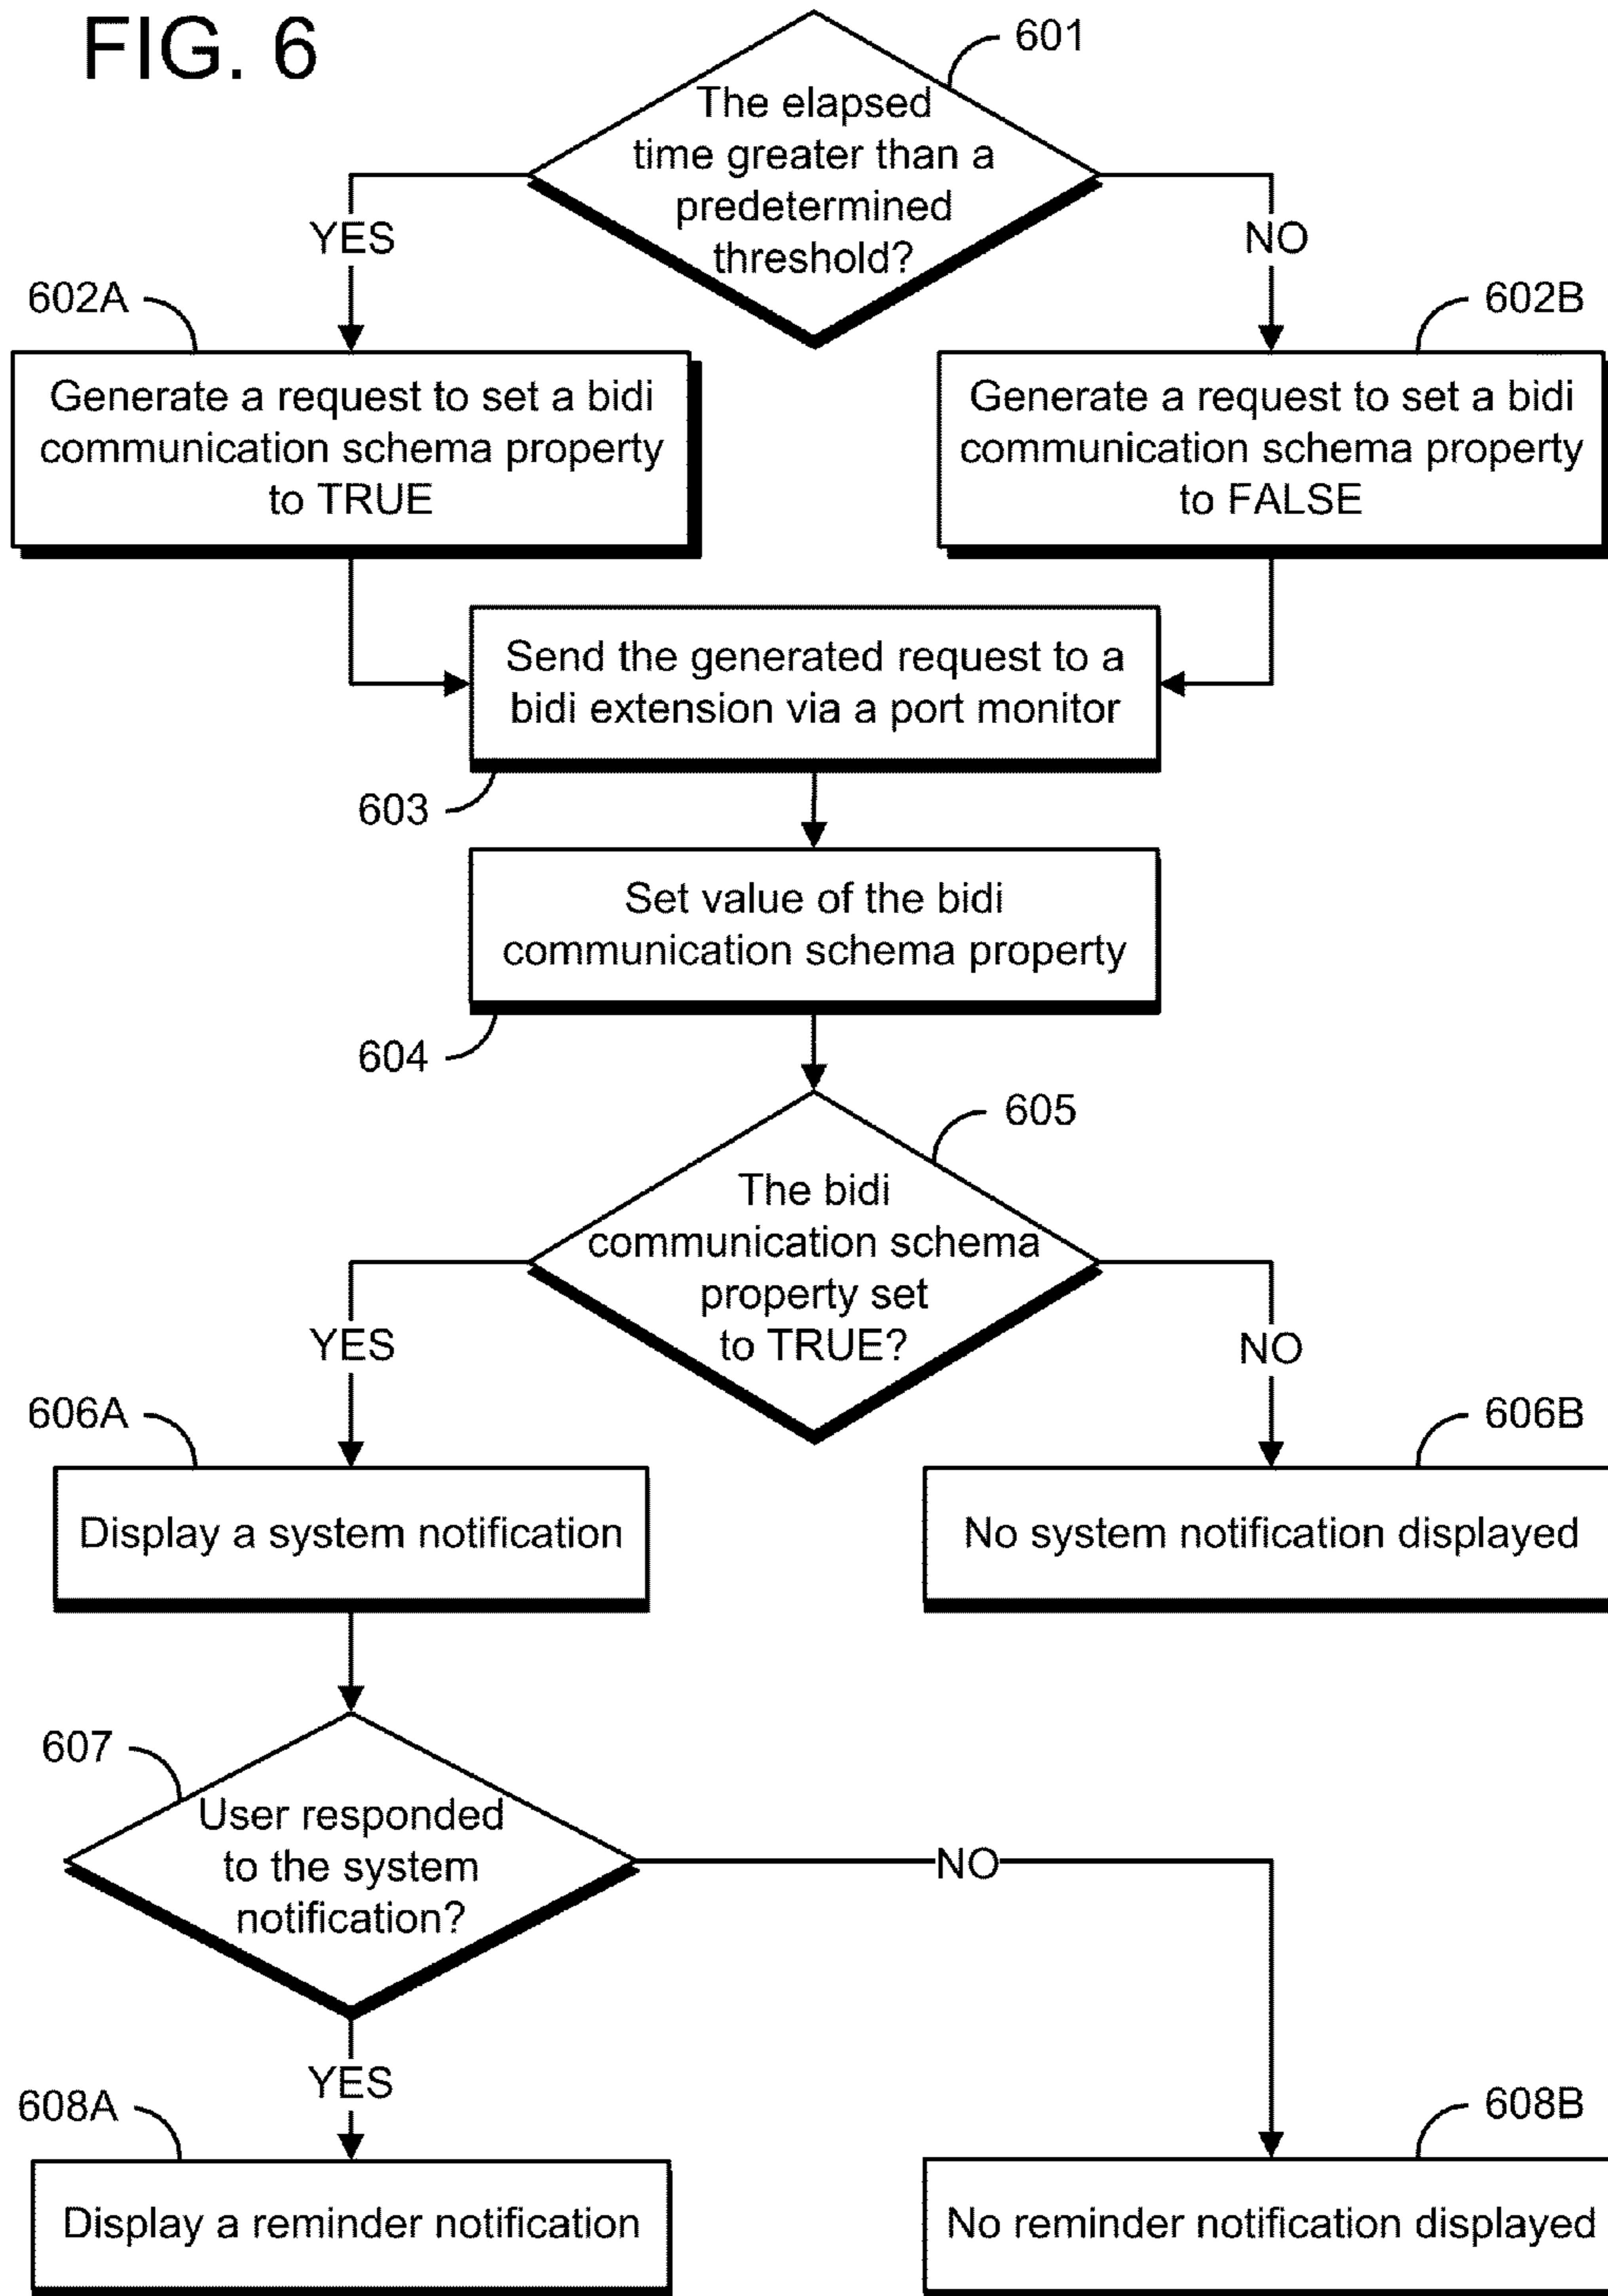 FIG. 6
601
The elapsed
time greater than a
predetermined
threshold?
YES
NO
602A
602B
Generate a request to set a bidi
communication schema property
to TRUE
Generate a request to set a bidi
communication schema property
to FALSE
Send the generated request to a
bidi extension via a port monitor
603
Set value of the bidi
communication schema property
604
605
The bidi
communication schema
property set
to TRUE?
YES
NO
606A
606B
Display a system notification
No system notification displayed
607
User responded
to the system
notification?
NO
YES
608A
608B
Display a reminder notification
No reminder notification displayed